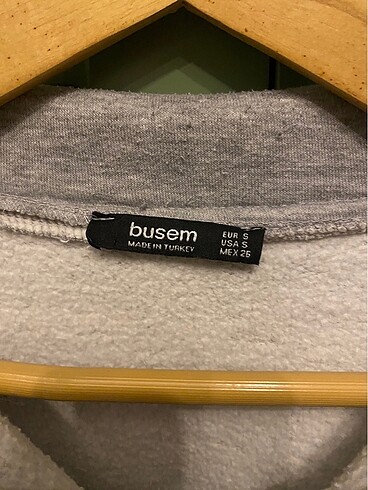 busem
MADE IN TURKEY
EUR S
USA S
MEX 26